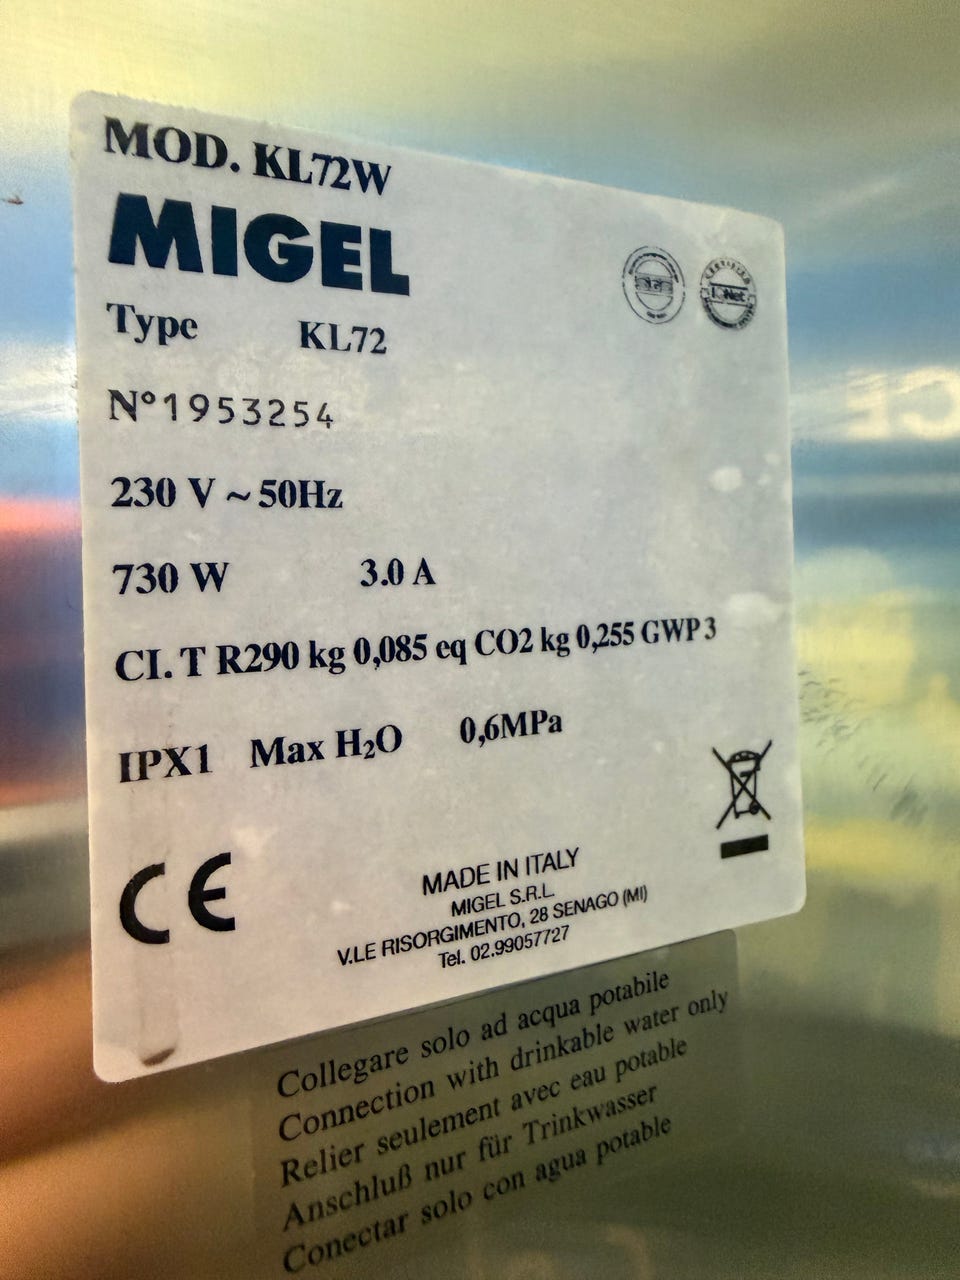 MOD. KL72W
MIGEL
Type KL72
CERTIFIED
IQNet
N°1953254
230 V ~ 50Hz
730 W 3.0 A
CI. T R290 kg 0,085 eq CO2 kg 0,255 GWP 3
IPX1 Max H₂O 0,6MPa
CE
MADE IN ITALY
MIGEL S.R.L.
V.LE RISORGIMENTO, 28 SENAGO (MI)
Tel. 02.99057727
Collegare solo ad acqua potabile
Connection with drinkable water only
Relier seulement avec eau potable
Anschluß nur für Trinkwasser
Conectar solo con agua potable